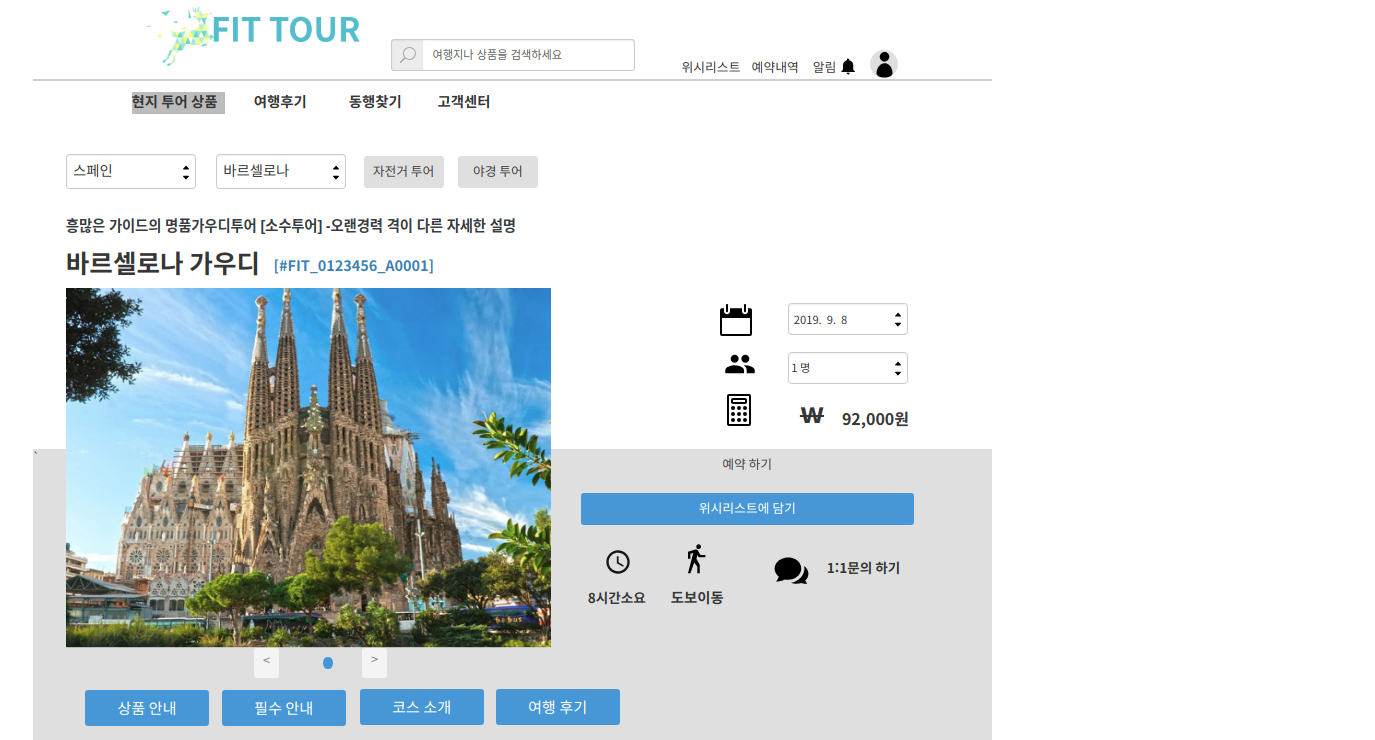 FIT TOUR
여행지나 상품을 검색하세요
위시리스트 예약내역 알림
현지 투어 상품 여행후기 동행찾기 고객센터
스페인 바르셀로나 자전거 투어 야경 투어
흥많은 가이드의 명품가우디투어 [소수투어] -오랜경력 격이 다른 자세한 설명
바르셀로나 가우디 [#FIT_0123456_A0001]
2019. 9. 8
1 명
₩ 92,000원
예약 하기
위시리스트에 담기
1:1문의 하기
8시간소요 도보이동
< >
상품 안내 필수 안내 코스 소개 여행 후기